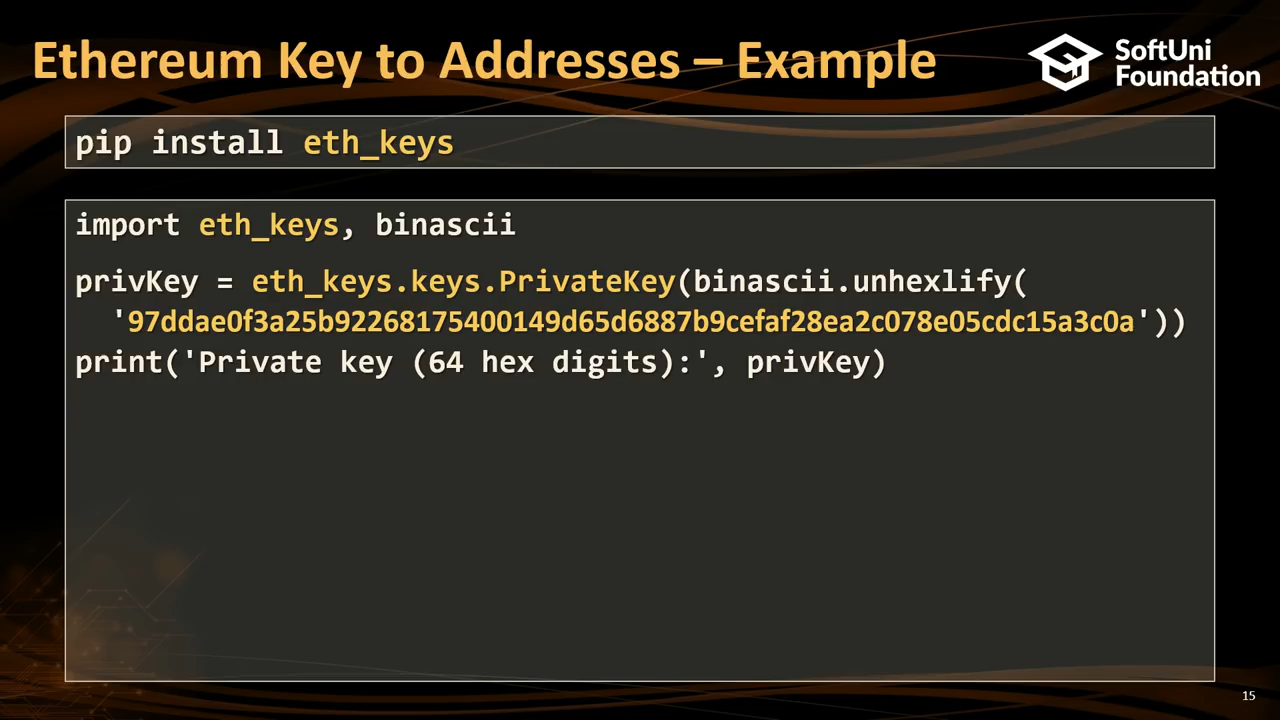 Ethereum Key to Addresses – Example
SoftUni
Foundation
pip install eth_keys
import eth_keys, binascii
privKey = eth_keys.keys.PrivateKey(binascii.unhexlify(
'97ddae0f3a25b92268175400149d65d6887b9cefaf28ea2c078e05cdc15a3c0a'))
print('Private key (64 hex digits):', privKey)
15